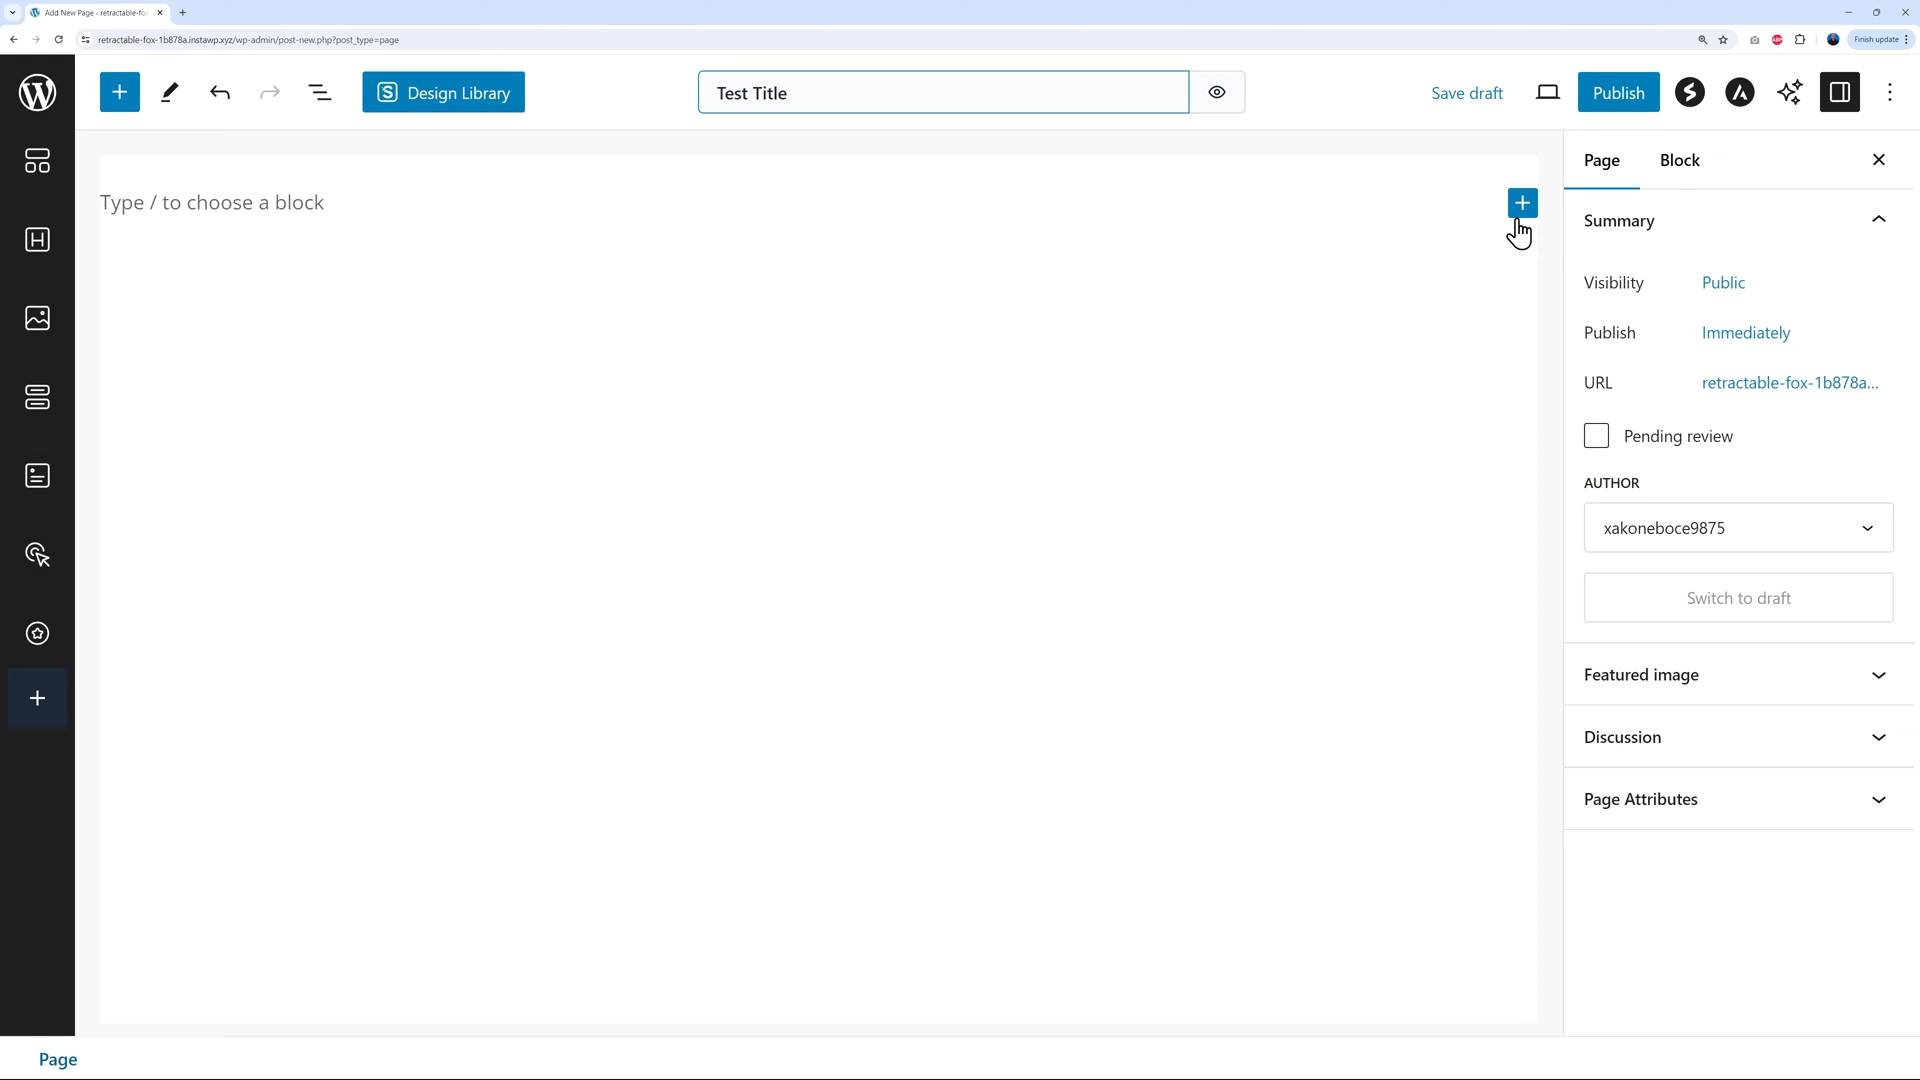 Add New Page ‹ retractable-fo
retractable-fox-1b878a.instawp.xyz/wp-admin/post-new.php?post_type=page
ABP
Finish update
Design Library
Test Title
Save draft
Publish
Type / to choose a block
Page
Block
Summary
Visibility Public
Publish Immediately
URL retractable-fox-1b878a...
Pending review
AUTHOR
xakoneboce9875
Switch to draft
Featured image
Discussion
Page Attributes
Page